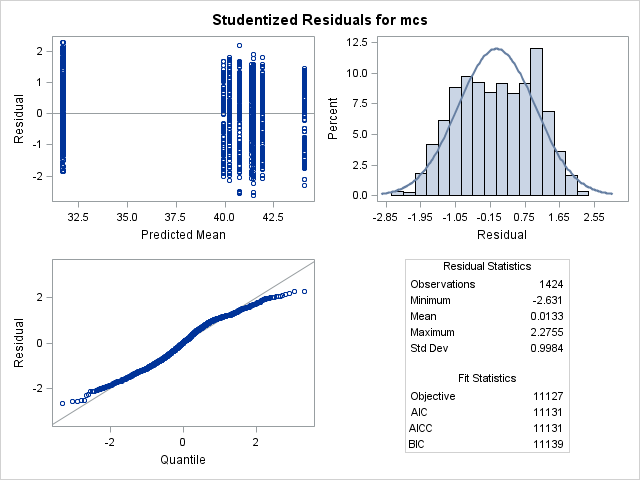 Studentized Residuals for mcs
2
1
0
-1
-2
Residual
32.5 35.0 37.5 40.0 42.5
Predicted Mean
12.5
10.0
7.5
5.0
2.5
0.0
Percent
-2.85 -1.95 -1.05 -0.15 0.75 1.65 2.55
Residual
2
0
-2
Residual
-2 0 2
Quantile
Residual Statistics
Observations 1424
Minimum -2.631
Mean 0.0133
Maximum 2.2755
Std Dev 0.9984
Fit Statistics
Objective 11127
AIC 11131
AICC 11131
BIC 11139